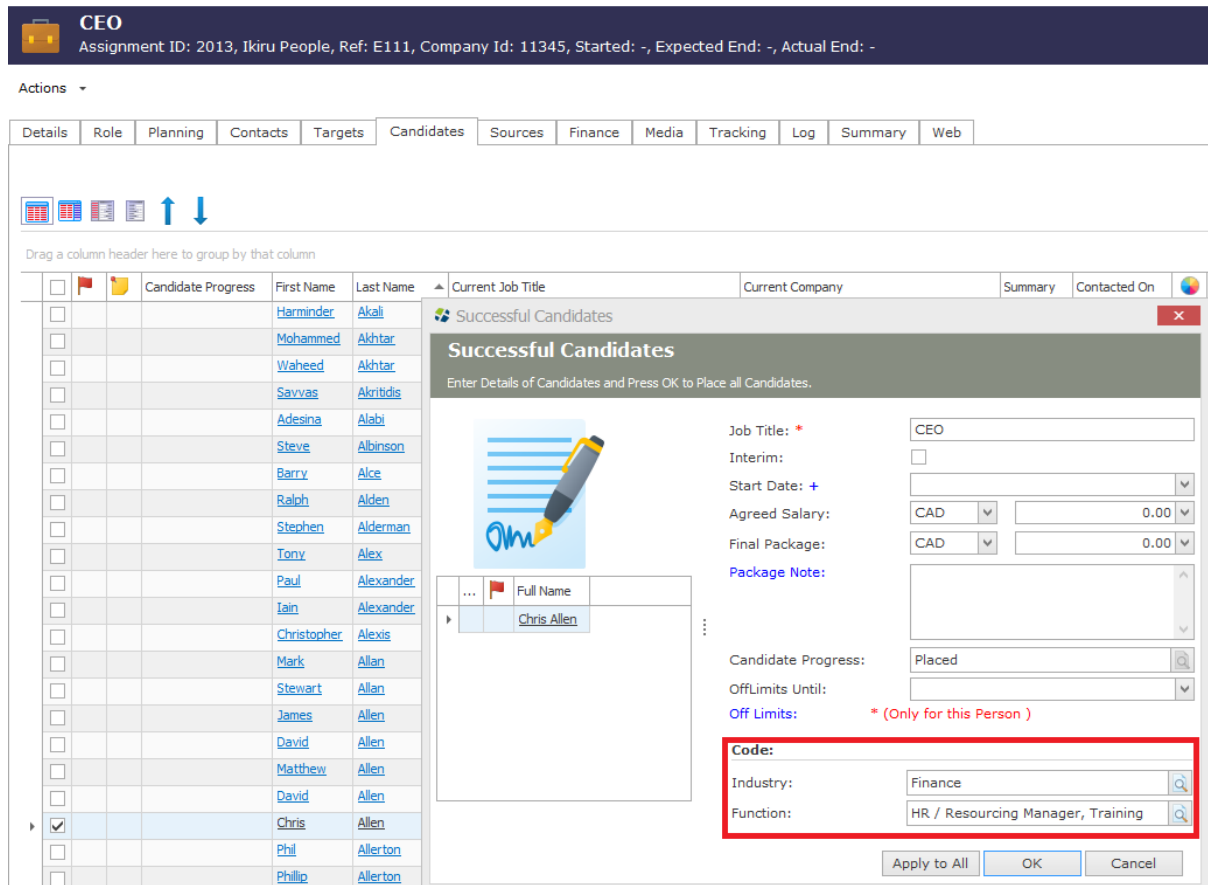 CEO
Assignment ID: 2013, Ikiru People, Ref: E111, Company Id: 11345, Started: -, Expected End: -, Actual End: -
Actions
Details Role Planning Contacts Targets Candidates Sources Finance Media Tracking Log Summary Web
Drag a column header here to group by that column
Candidate Progress First Name Last Name Current Job Title Current Company Summary Contacted On
Harminder Akali
Mohammed Akhtar
Waheed Akhtar
Savvas Akritidis
Adesina Alabi
Steve Albinson
Barry Alce
Ralph Alden
Stephen Alderman
Tony Alex
Paul Alexander
Iain Alexander
Christopher Alexis
Mark Allan
Stewart Allan
James Allen
David Allen
Matthew Allen
David Allen
Chris Allen
Phil Allerton
Phillip Allerton
Successful Candidates
Successful Candidates
Enter Details of Candidates and Press OK to Place all Candidates.
... Full Name
Chris Allen
Job Title: * CEO
Interim:
Start Date: +
Agreed Salary: CAD 0.00
Final Package: CAD 0.00
Package Note:
Candidate Progress: Placed
OffLimits Until:
Off Limits: * (Only for this Person )
Code:
Industry: Finance
Function: HR / Resourcing Manager, Training
Apply to All OK Cancel